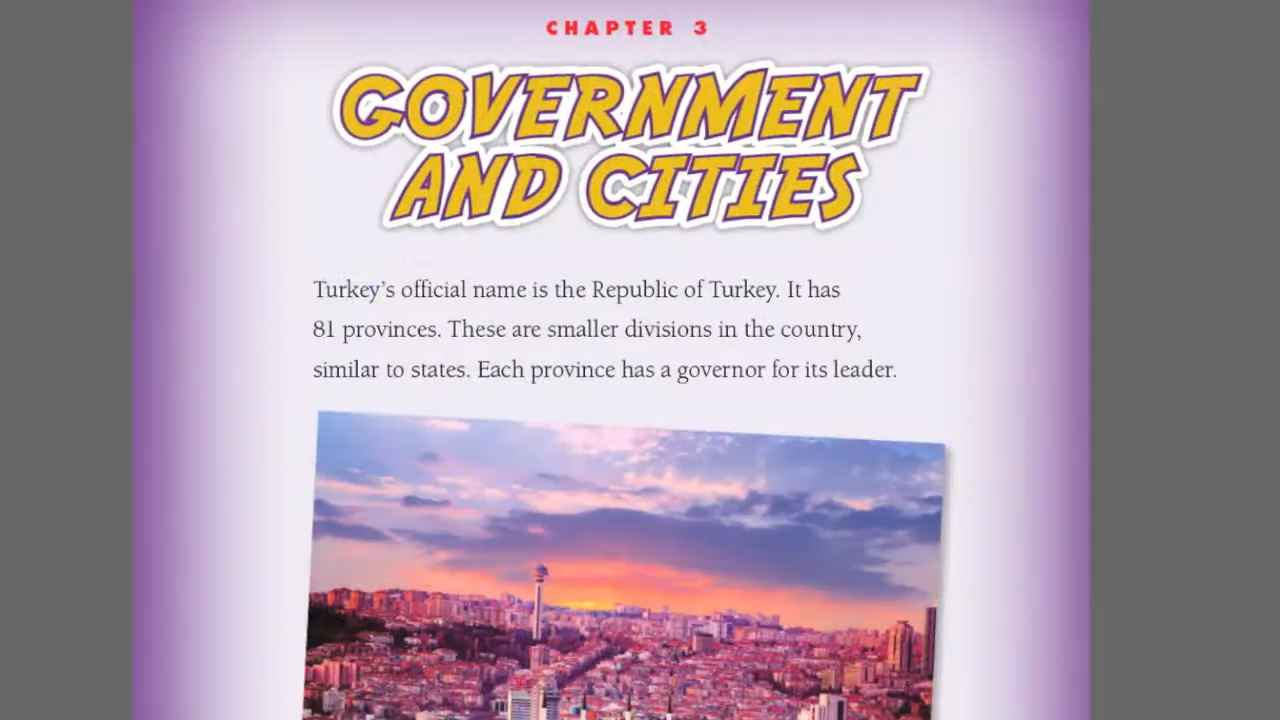 CHAPTER 3
GOVERNMENT
AND CITIES
Turkey's official name is the Republic of Turkey. It has
81 provinces. These are smaller divisions in the country,
similar to states. Each province has a governor for its leader.